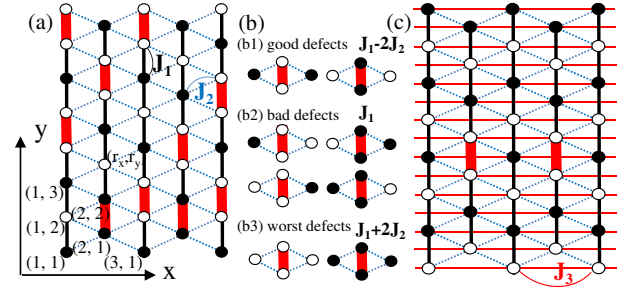 (a)
J₁
J₂
y
(rₓ,r_y)
(1, 3)
(1, 2)
(2, 2)
(2, 1)
(1, 1)
(3, 1)
x
(b)
(b1) good defects J₁-2J₂
(b2) bad defects J₁
(b3) worst defects J₁+2J₂
(c)
J₃